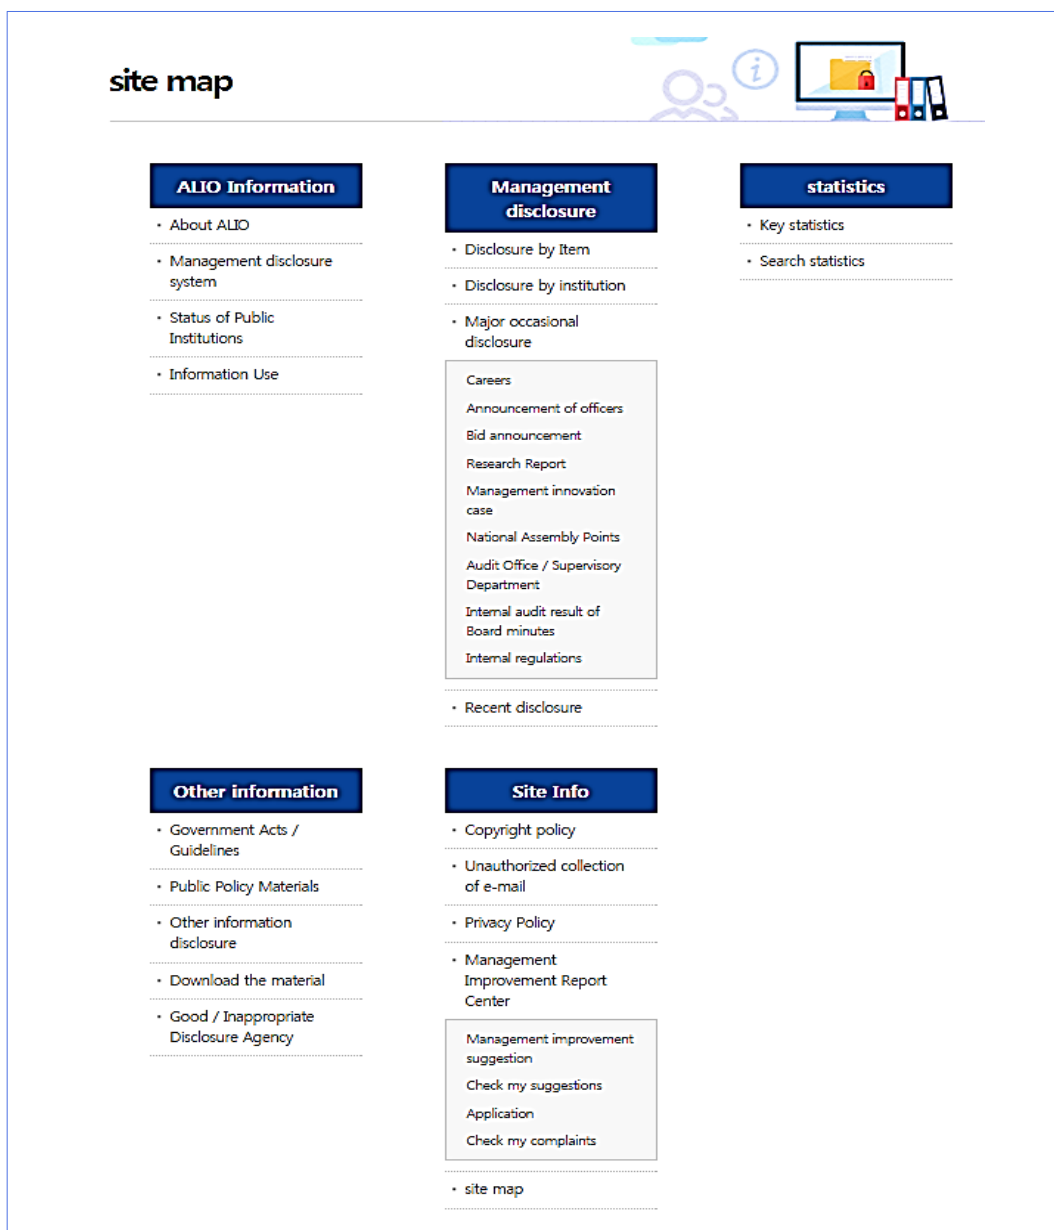 site map
i
ALIO Information
• About ALIO
• Management disclosure
system
• Status of Public
Institutions
• Information Use
Management
disclosure
• Disclosure by Item
• Disclosure by institution
• Major occasional
disclosure
Careers
Announcement of officers
Bid announcement
Research Report
Management innovation
case
National Assembly Points
Audit Office / Supervisory
Department
Internal audit result of
Board minutes
Internal regulations
• Recent disclosure
statistics
• Key statistics
• Search statistics
Other information
• Government Acts /
Guidelines
• Public Policy Materials
• Other information
disclosure
• Download the material
• Good / Inappropriate
Disclosure Agency
Site Info
• Copyright policy
• Unauthorized collection
of e-mail
• Privacy Policy
• Management
Improvement Report
Center
Management improvement
suggestion
Check my suggestions
Application
Check my complaints
• site map